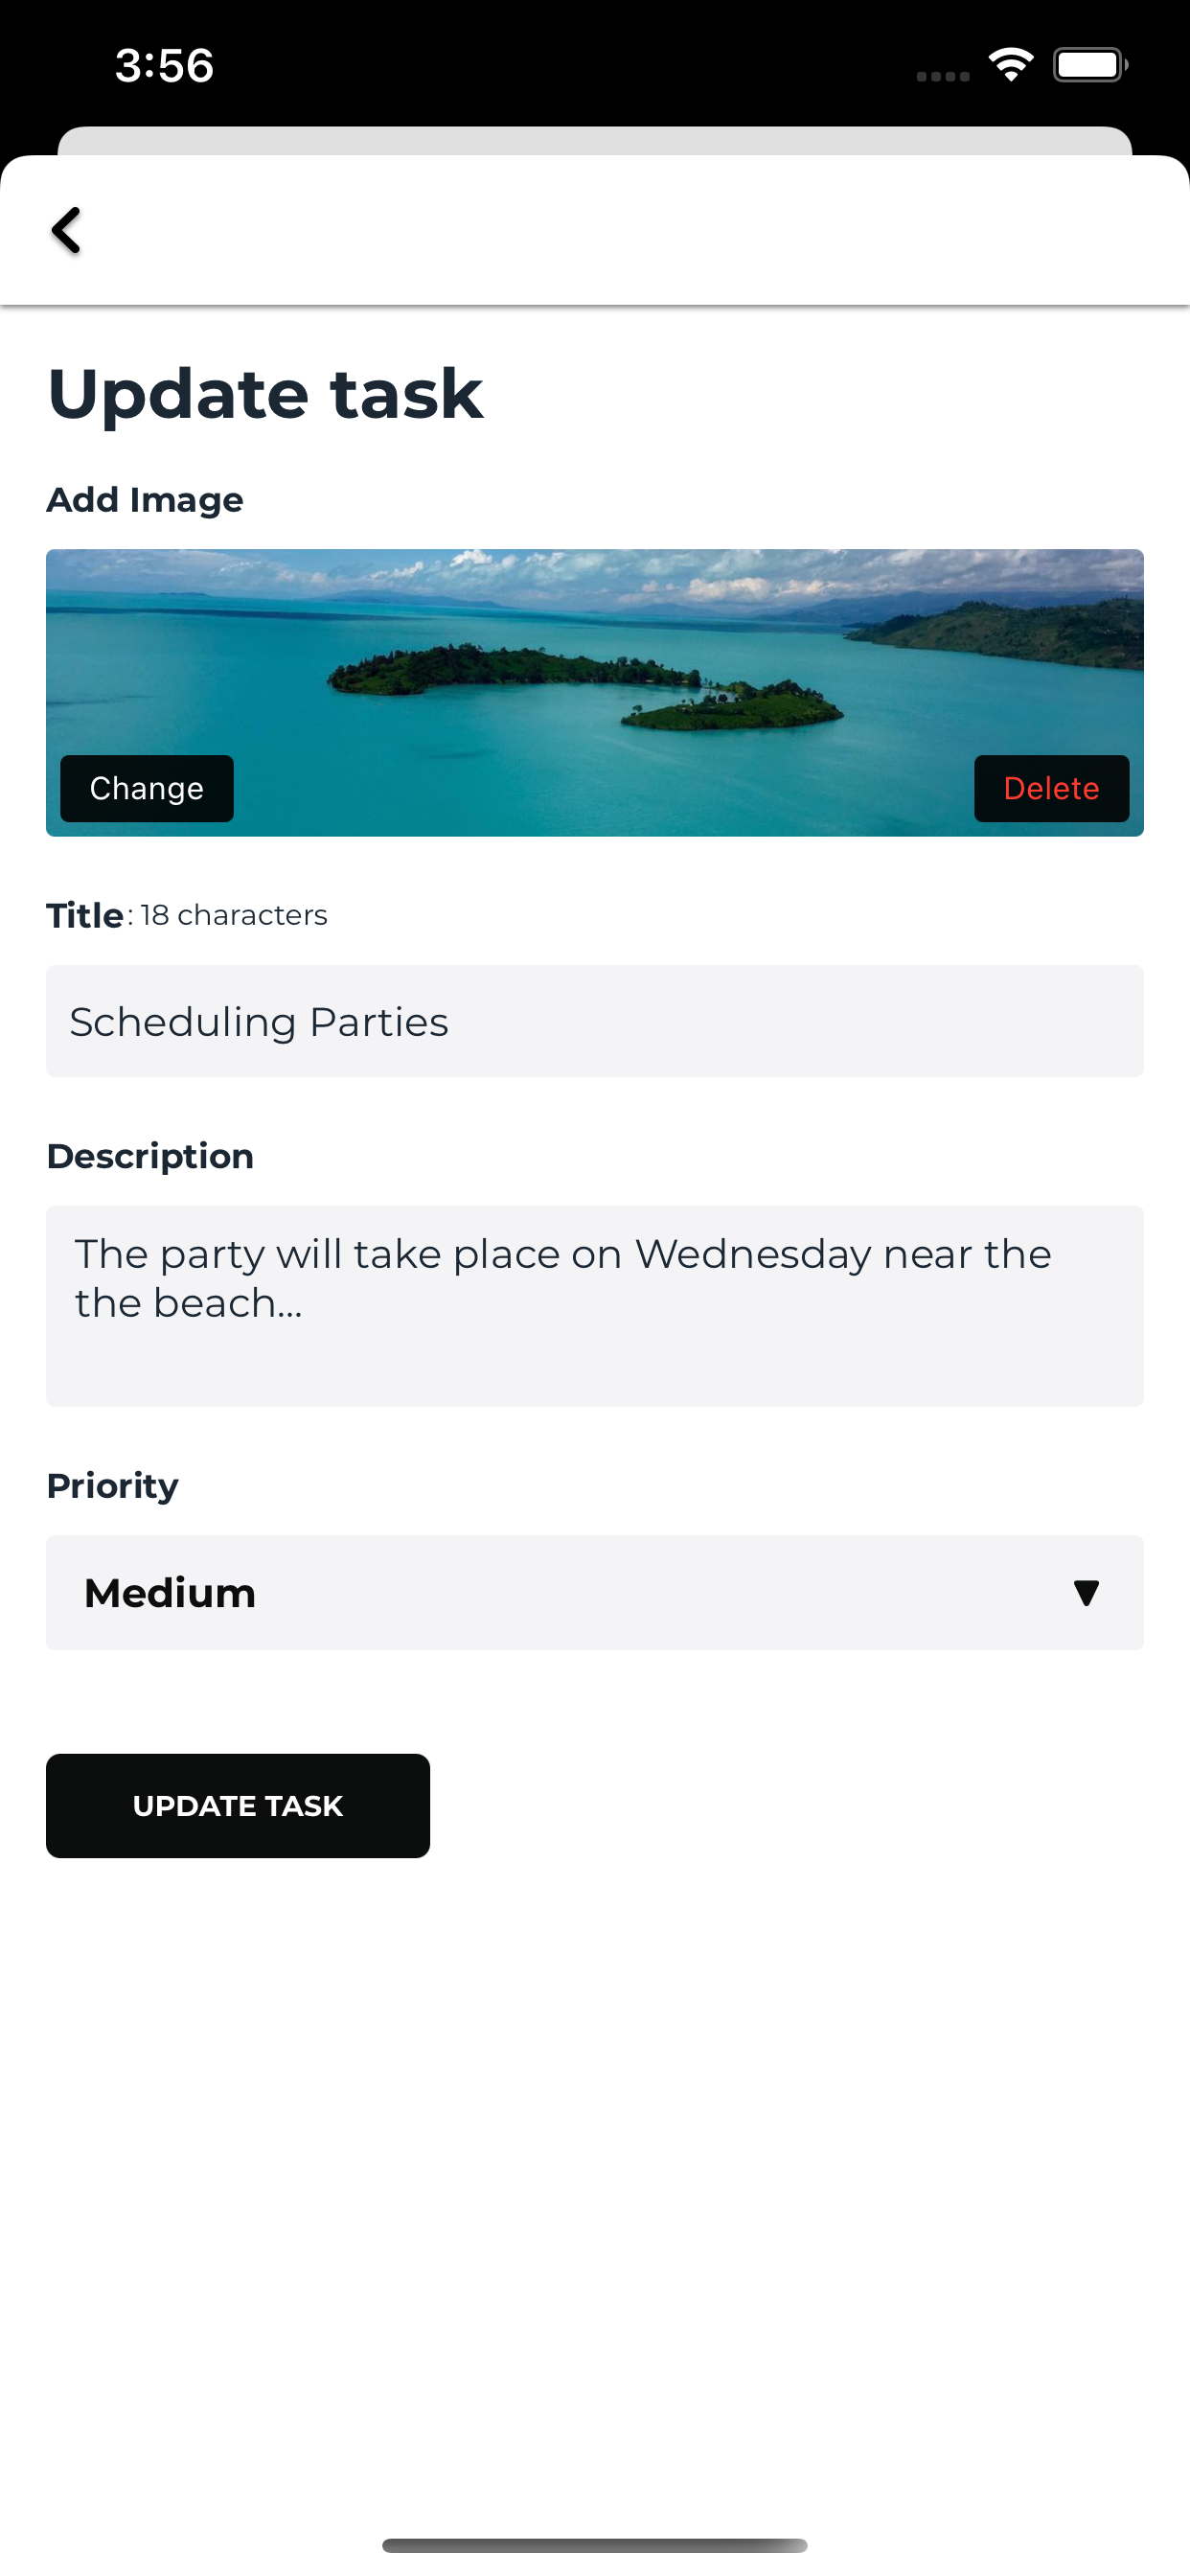 3:56
Update task
Add Image
Change
Delete
Title: 18 characters
Scheduling Parties
Description
The party will take place on Wednesday near the
the beach...
Priority
Medium
UPDATE TASK